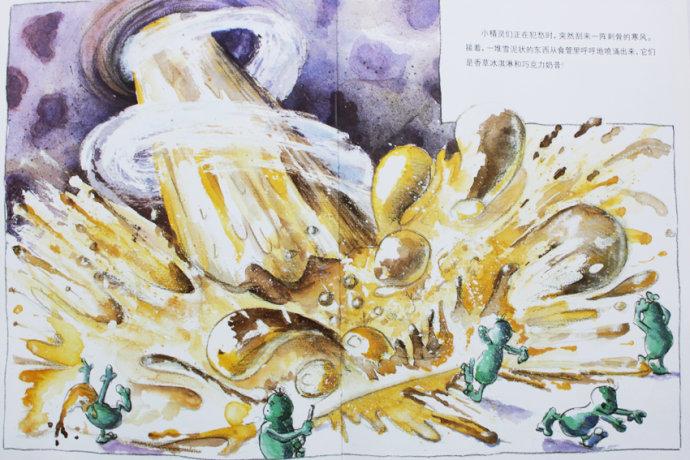 小精灵们正在犯愁时，突然刮来一阵刺骨的寒风。
接着，一堆雪泥状的东西从食管里呼呼地喷涌出来，它们
是香草冰淇淋和巧克力奶昔！